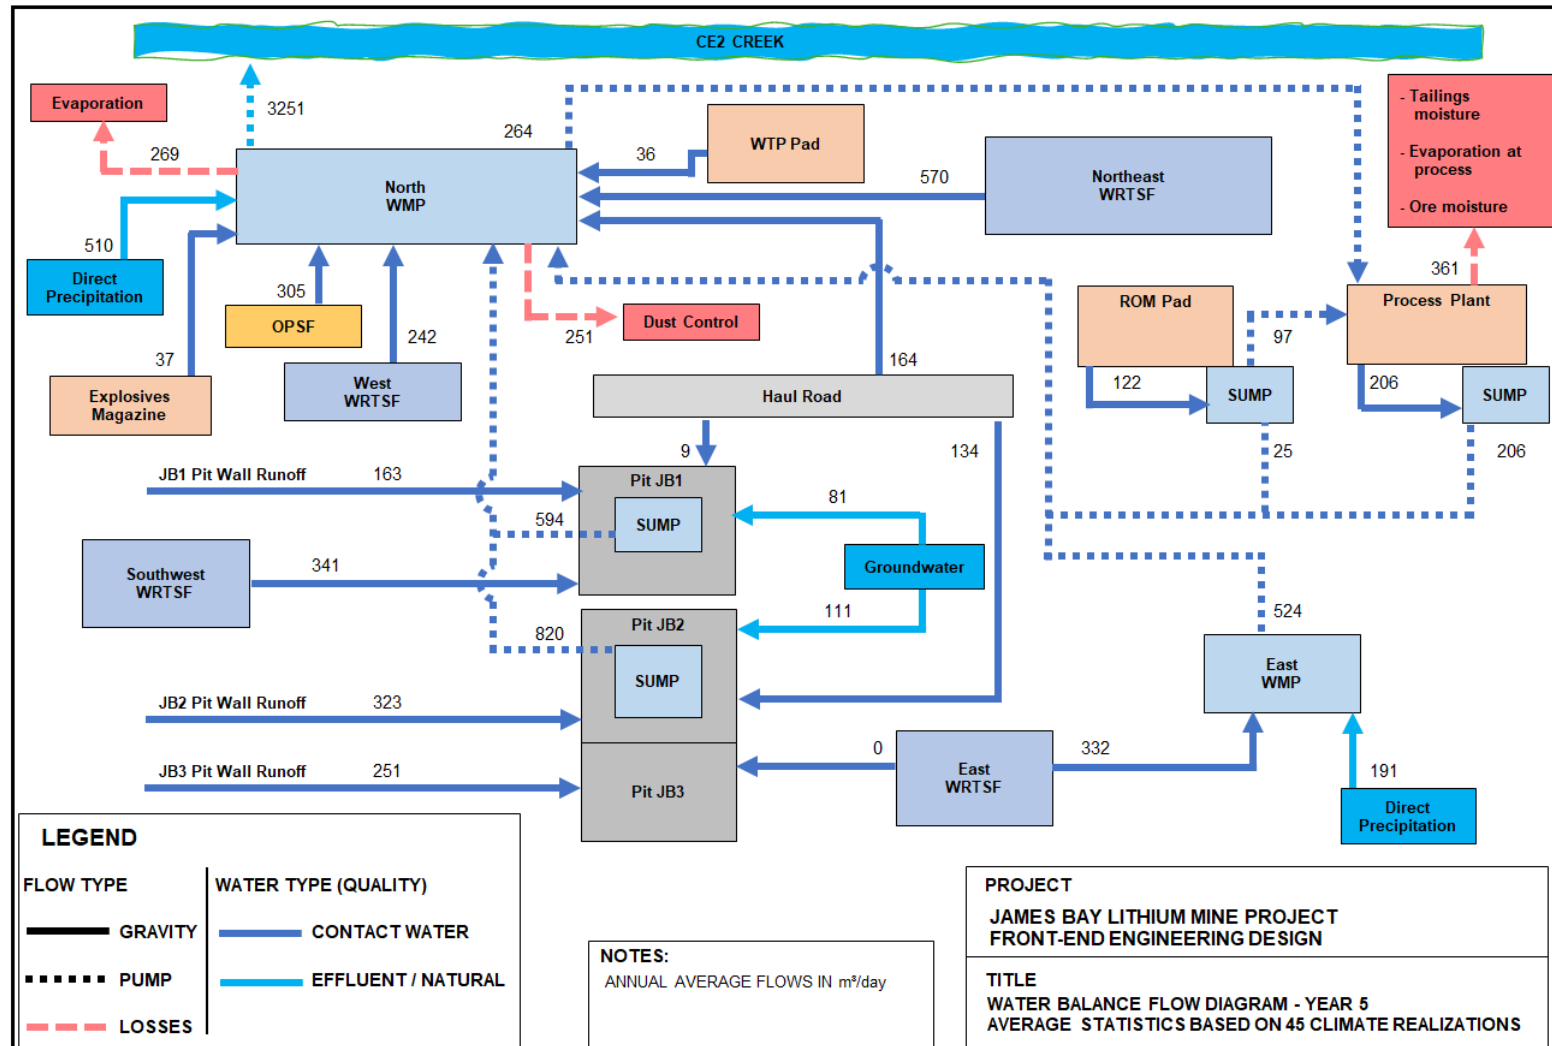 CE2 CREEK
Evaporation
3251
269
264
North
WMP
36
WTP Pad
570
Northeast
WRTSF
- Tailings
moisture
- Evaporation at
process
- Ore moisture
510
Direct
Precipitation
305
OPSF
242
251
Dust Control
37
Explosives
Magazine
West
WRTSF
164
Haul Road
ROM Pad
122
SUMP
97
361
Process Plant
206
SUMP
25
206
9
134
JB1 Pit Wall Runoff
163
Pit JB1
SUMP
594
81
Groundwater
111
Southwest
WRTSF
341
820
Pit JB2
SUMP
JB2 Pit Wall Runoff
323
JB3 Pit Wall Runoff
251
Pit JB3
0
East
WRTSF
332
524
East
WMP
191
Direct
Precipitation
LEGEND
FLOW TYPE
WATER TYPE (QUALITY)
GRAVITY
CONTACT WATER
PUMP
EFFLUENT / NATURAL
LOSSES
NOTES:
ANNUAL AVERAGE FLOWS IN m³/day
PROJECT
JAMES BAY LITHIUM MINE PROJECT
FRONT-END ENGINEERING DESIGN
TITLE
WATER BALANCE FLOW DIAGRAM - YEAR 5
AVERAGE STATISTICS BASED ON 45 CLIMATE REALIZATIONS